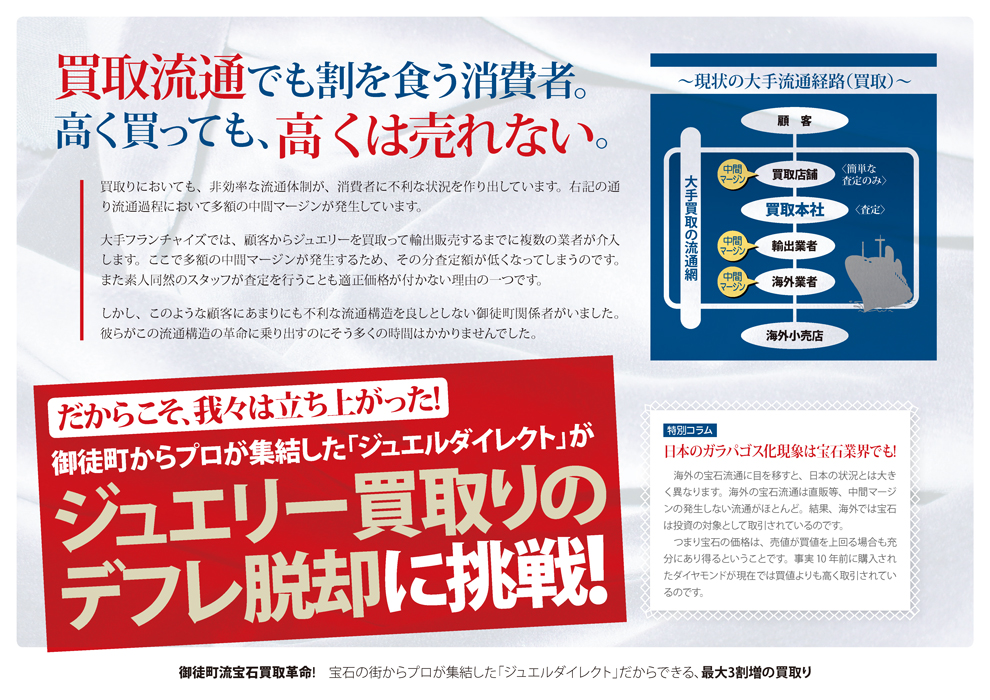 買取流通でも割を食う消費者。
高く買っても、高くは売れない。
買取りにおいても、非効率な流通体制が、消費者に不利な状況を作り出しています。右記の通
り流通過程において多額の中間マージンが発生しています。
大手フランチャイズでは、顧客からジュエリーを買取って輸出販売するまでに複数の業者が介入
します。ここで多額の中間マージンが発生するため、その分査定額が低くなってしまうのです。
また素人同然のスタッフが査定を行うことも適正価格が付かない理由の一つです。
しかし、このような顧客にあまりにも不利な流通構造を良しとしない御徒町関係者がいました。
彼らがこの流通構造の革命に乗り出すのにそう多くの時間はかかりませんでした。
～現状の大手流通経路（買取）～
大手買取の流通網
顧客
中間
マージン
買取店舗
〈簡単な
査定のみ〉
買取本社
〈査定〉
中間
マージン
輸出業者
中間
マージン
海外業者
海外小売店
だからこそ、我々は立ち上がった!
御徒町からプロが集結した「ジュエルダイレクト」が
ジュエリー買取りの
デフレ脱却に挑戦!
特別コラム
日本のガラパゴス化現象は宝石業界でも!
海外の宝石流通に目を移すと、日本の状況とは大き
く異なります。海外の宝石流通は直販等、中間マージ
ンの発生しない流通がほとんど。結果、海外では宝石
は投資の対象として取引されているのです。
つまり宝石の価格は、売値が買値を上回る場合も充
分にあり得るということです。事実10年前に購入され
たダイヤモンドが現在では買値よりも高く取引されてい
るのです。
御徒町流宝石買取革命! 宝石の街からプロが集結した「ジュエルダイレクト」だからできる、最大3割増の買取り